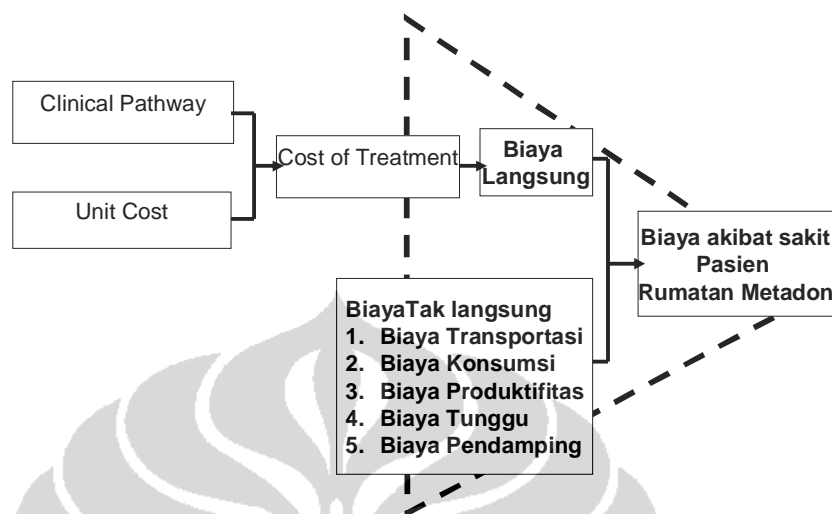 Clinical Pathway
Unit Cost
Cost of Treatment
Biaya
Langsung
BiayaTak langsung
1. Biaya Transportasi
2. Biaya Konsumsi
3. Biaya Produktifitas
4. Biaya Tunggu
5. Biaya Pendamping
Biaya akibat sakit
Pasien
Rumatan Metadon